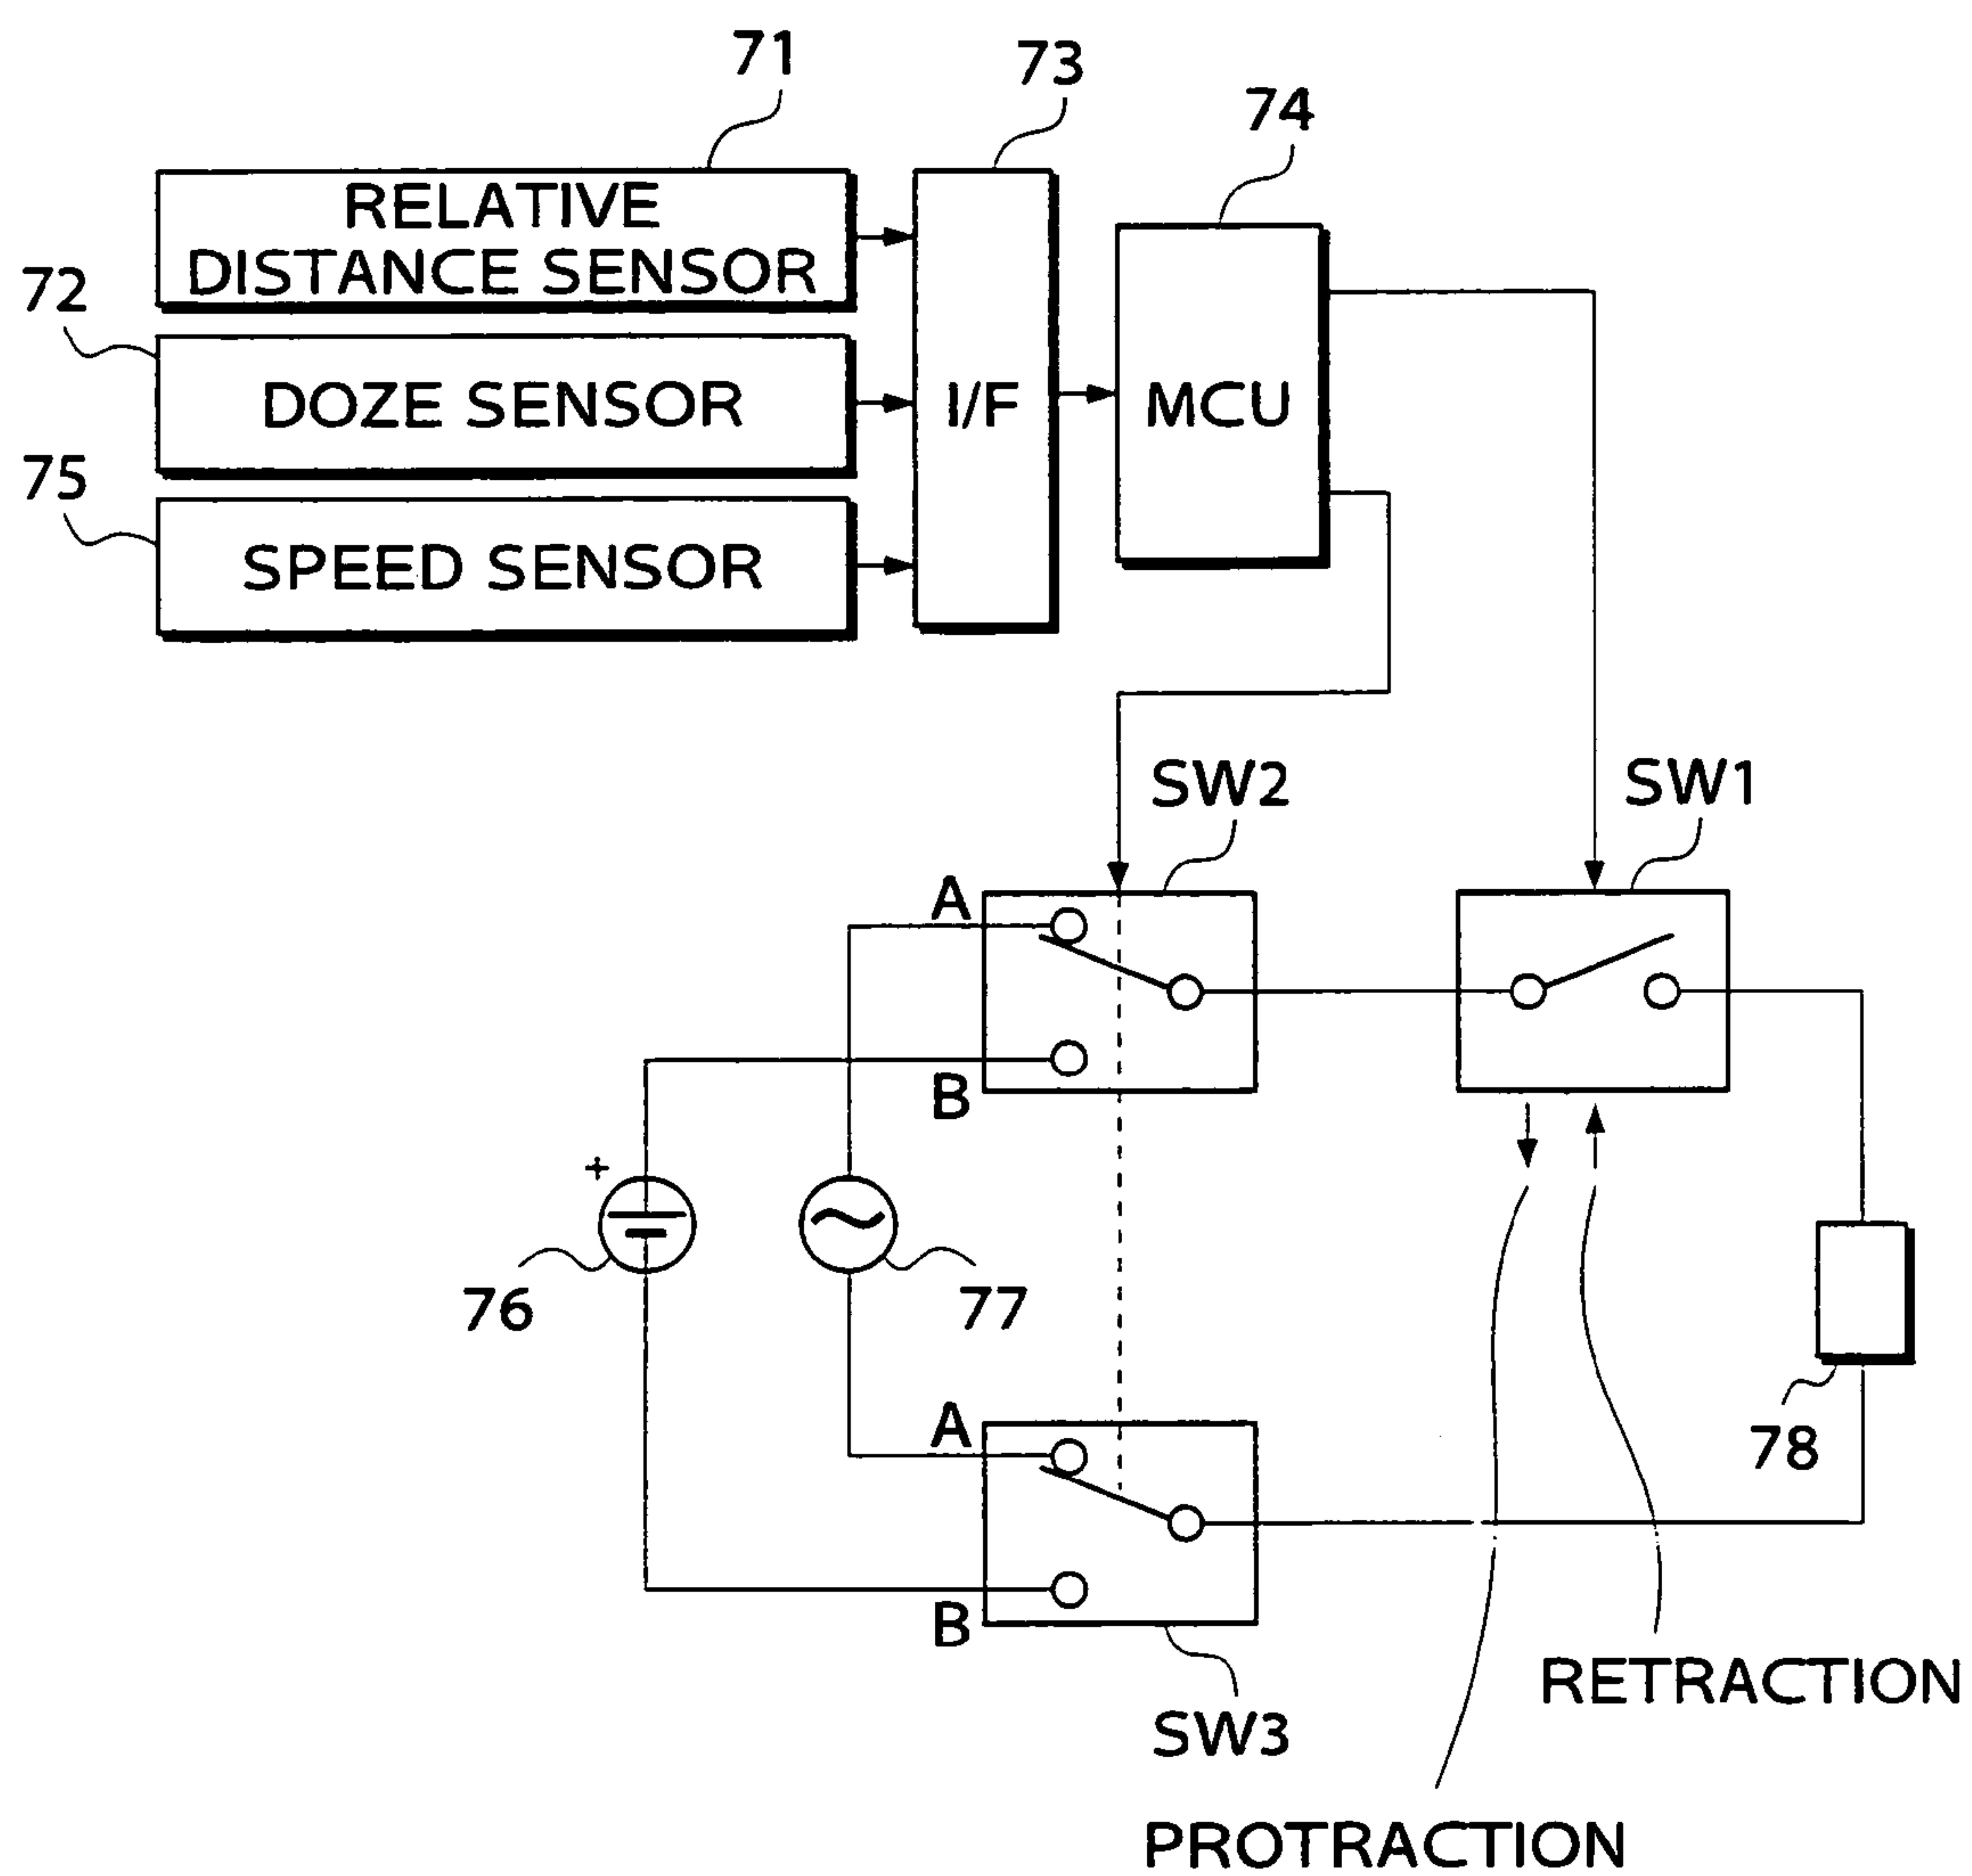 71
73
74
RELATIVE
DISTANCE SENSOR
72
DOZE SENSOR
I/F
MCU
75
SPEED SENSOR
SW2
SW1
A
B
+
76
77
A
78
B
RETRACTION
SW3
PROTRACTION